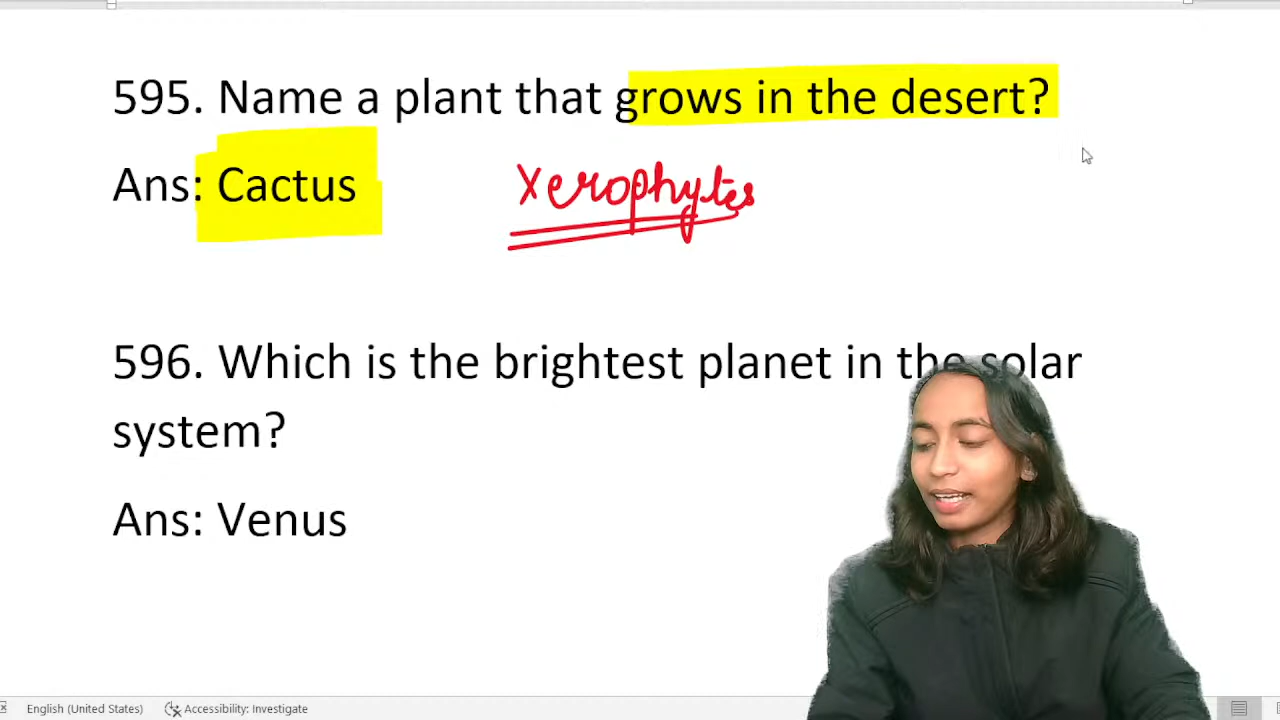 595. Name a plant that grows in the desert?
Ans: Cactus
Xerophytes
596. Which is the brightest planet in the solar
system?
Ans: Venus
English (United States)
Accessibility: Investigate